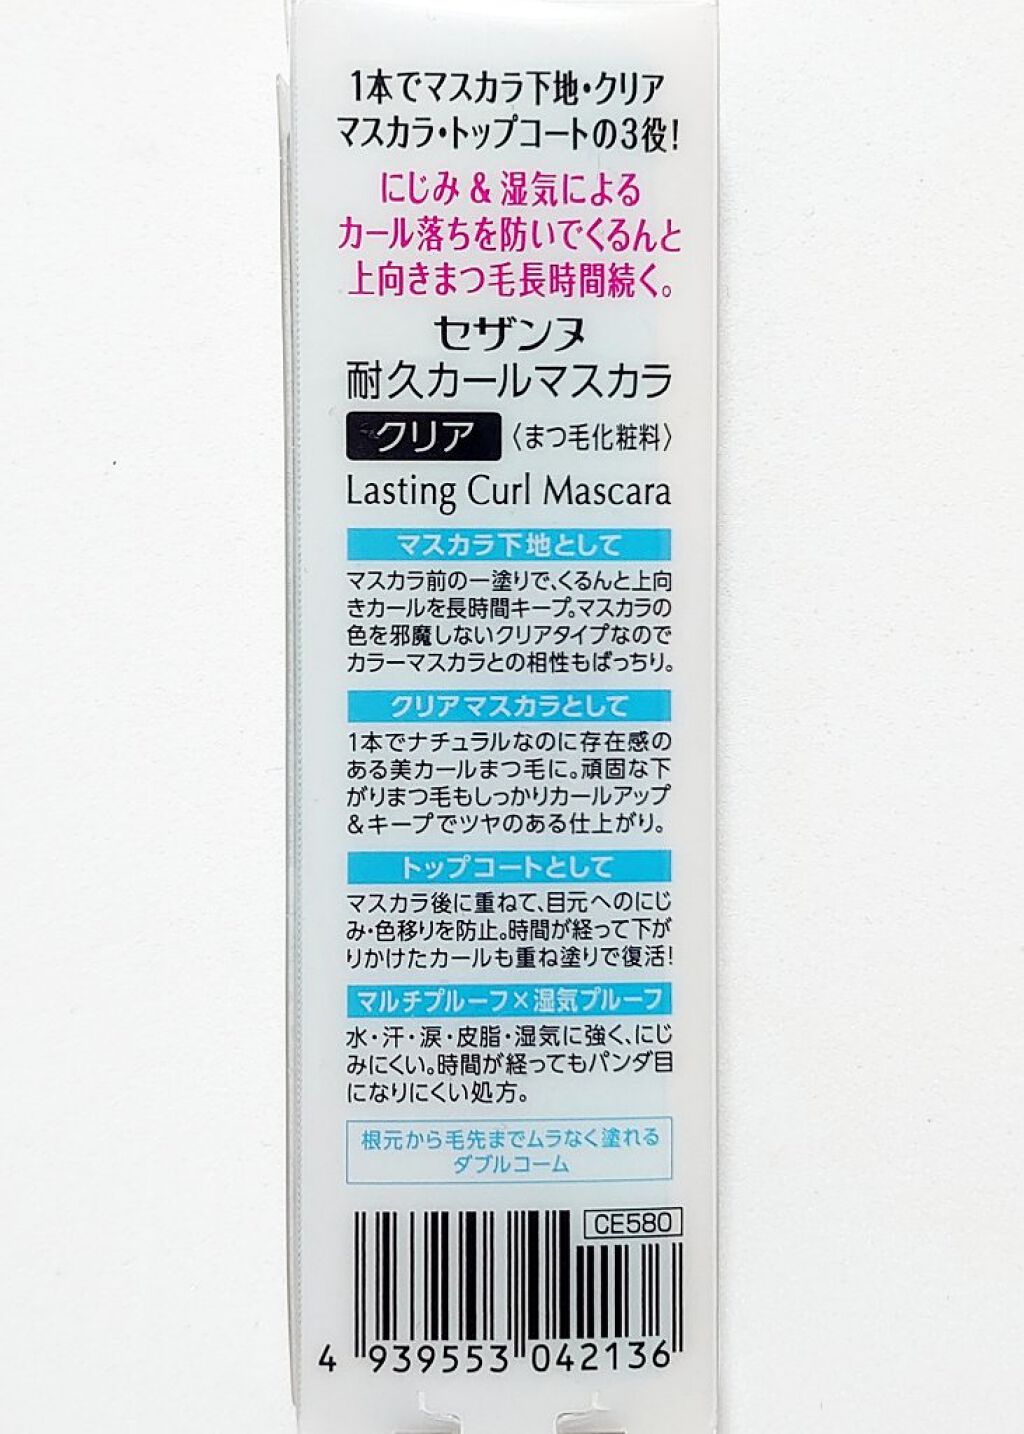 1本でマスカラ下地・クリア
マスカラ・トップコートの3役!
にじみ & 湿気による
カール落ちを防いでくるんと
上向きまつ毛長時間続く。
セザンヌ
耐久カールマスカラ
クリア 〈まつ毛化粧料〉
Lasting Curl Mascara
マスカラ下地として
マスカラ前の一塗りで、くるんと上向
きカールを長時間キープ。マスカラの
色を邪魔しないクリアタイプなので
カラーマスカラとの相性もばっちり。
クリアマスカラとして
1本でナチュラルなのに存在感の
ある美カールまつ毛に。頑固な下
がりまつ毛もしっかりカールアップ
&キープでツヤのある仕上がり。
トップコートとして
マスカラ後に重ねて、目元へのにじ
み・色移りを防止。時間が経って下が
りかけたカールも重ね塗りで復活!
マルチプルーフ×湿気プルーフ
水・汗・涙・皮脂・湿気に強く、にじ
みにくい。時間が経ってもパンダ目
になりにくい処方。
根元から毛先までムラなく塗れる
ダブルコーム
CE580
4 939553 042136